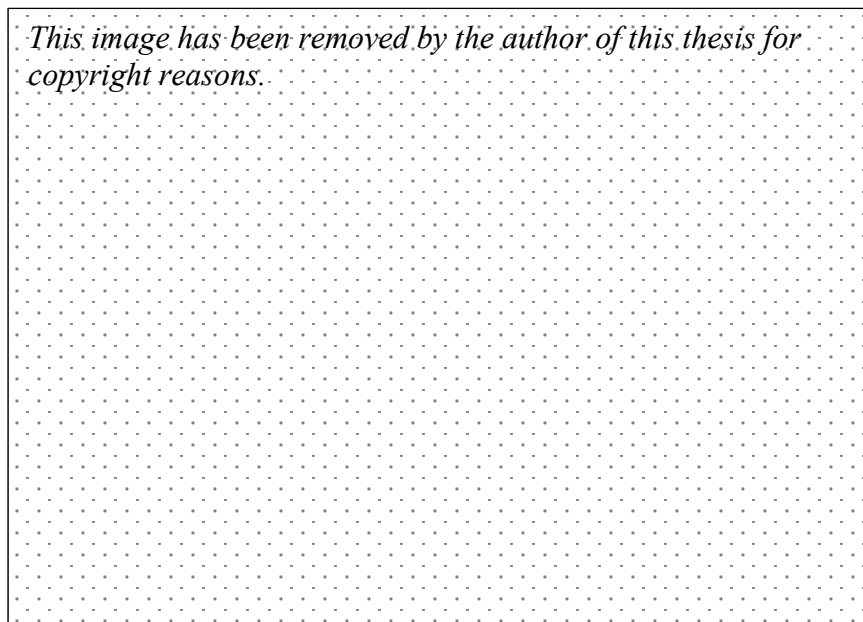 This image has been removed by the author of this thesis for
copyright reasons.